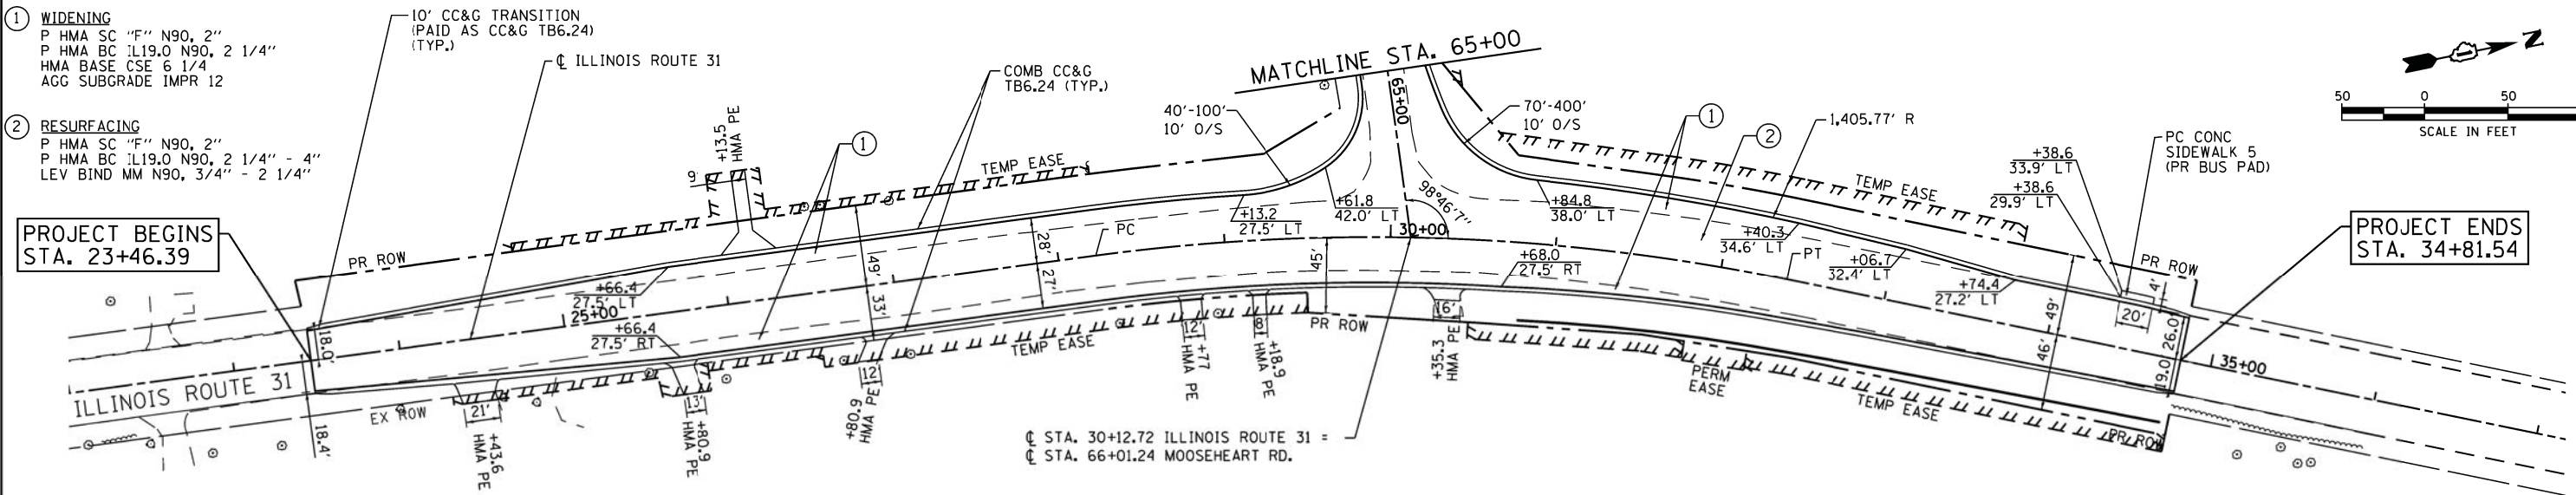 1 WIDENING
P HMA SC "F" N90, 2"
P HMA BC IL19.0 N90, 2 1/4"
HMA BASE CSE 6 1/4
AGG SUBGRADE IMPR 12
2 RESURFACING
P HMA SC "F" N90, 2"
P HMA BC IL19.0 N90, 2 1/4" - 4"
LEV BIND MM N90, 3/4" - 2 1/4"
10' CC&G TRANSITION
(PAID AS CC&G TB6.24)
(TYP.)
℄ ILLINOIS ROUTE 31
COMB CC&G
TB6.24 (TYP.)
MATCHLINE STA. 65+00
65+00
40'-100'
10' O/S
70'-400'
10' O/S
1
2
1,405.77' R
N
50 0 50
SCALE IN FEET
+38.6
33.9' LT
+38.6
29.9' LT
PC CONC
SIDEWALK 5
(PR BUS PAD)
PROJECT BEGINS
STA. 23+46.39
PROJECT ENDS
STA. 34+81.54
+13.5
HMA PE
9'
1
TEMP EASE
TEMP EASE
PR ROW
PR ROW
98°46'7"
+61.8
42.0' LT
+13.2
27.5' LT
+84.8
38.0' LT
+40.3
34.6' LT
PT
+06.7
32.4' LT
+74.4
27.2' LT
PC
30+00
28'
27'
49'
33'
45'
+68.0
27.5' RT
+66.4
27.5' LT
25+00
+66.4
27.5' RT
18.0'
4'
20'
26.0'
19.0'
49'
46'
35+00
ILLINOIS ROUTE 31
18.4'
EX ROW
21'
+43.6
HMA PE
13'
+80.9
HMA PE
12'
+80.9
HMA PE
TEMP EASE
12'
+77
HMA PE
8'
+18.9
HMA PE
PR ROW
16'
+35.3
HMA PE
PERM
EASE
TEMP EASE
PR ROW
℄ STA. 30+12.72 ILLINOIS ROUTE 31 =
℄ STA. 66+01.24 MOOSEHEART RD.